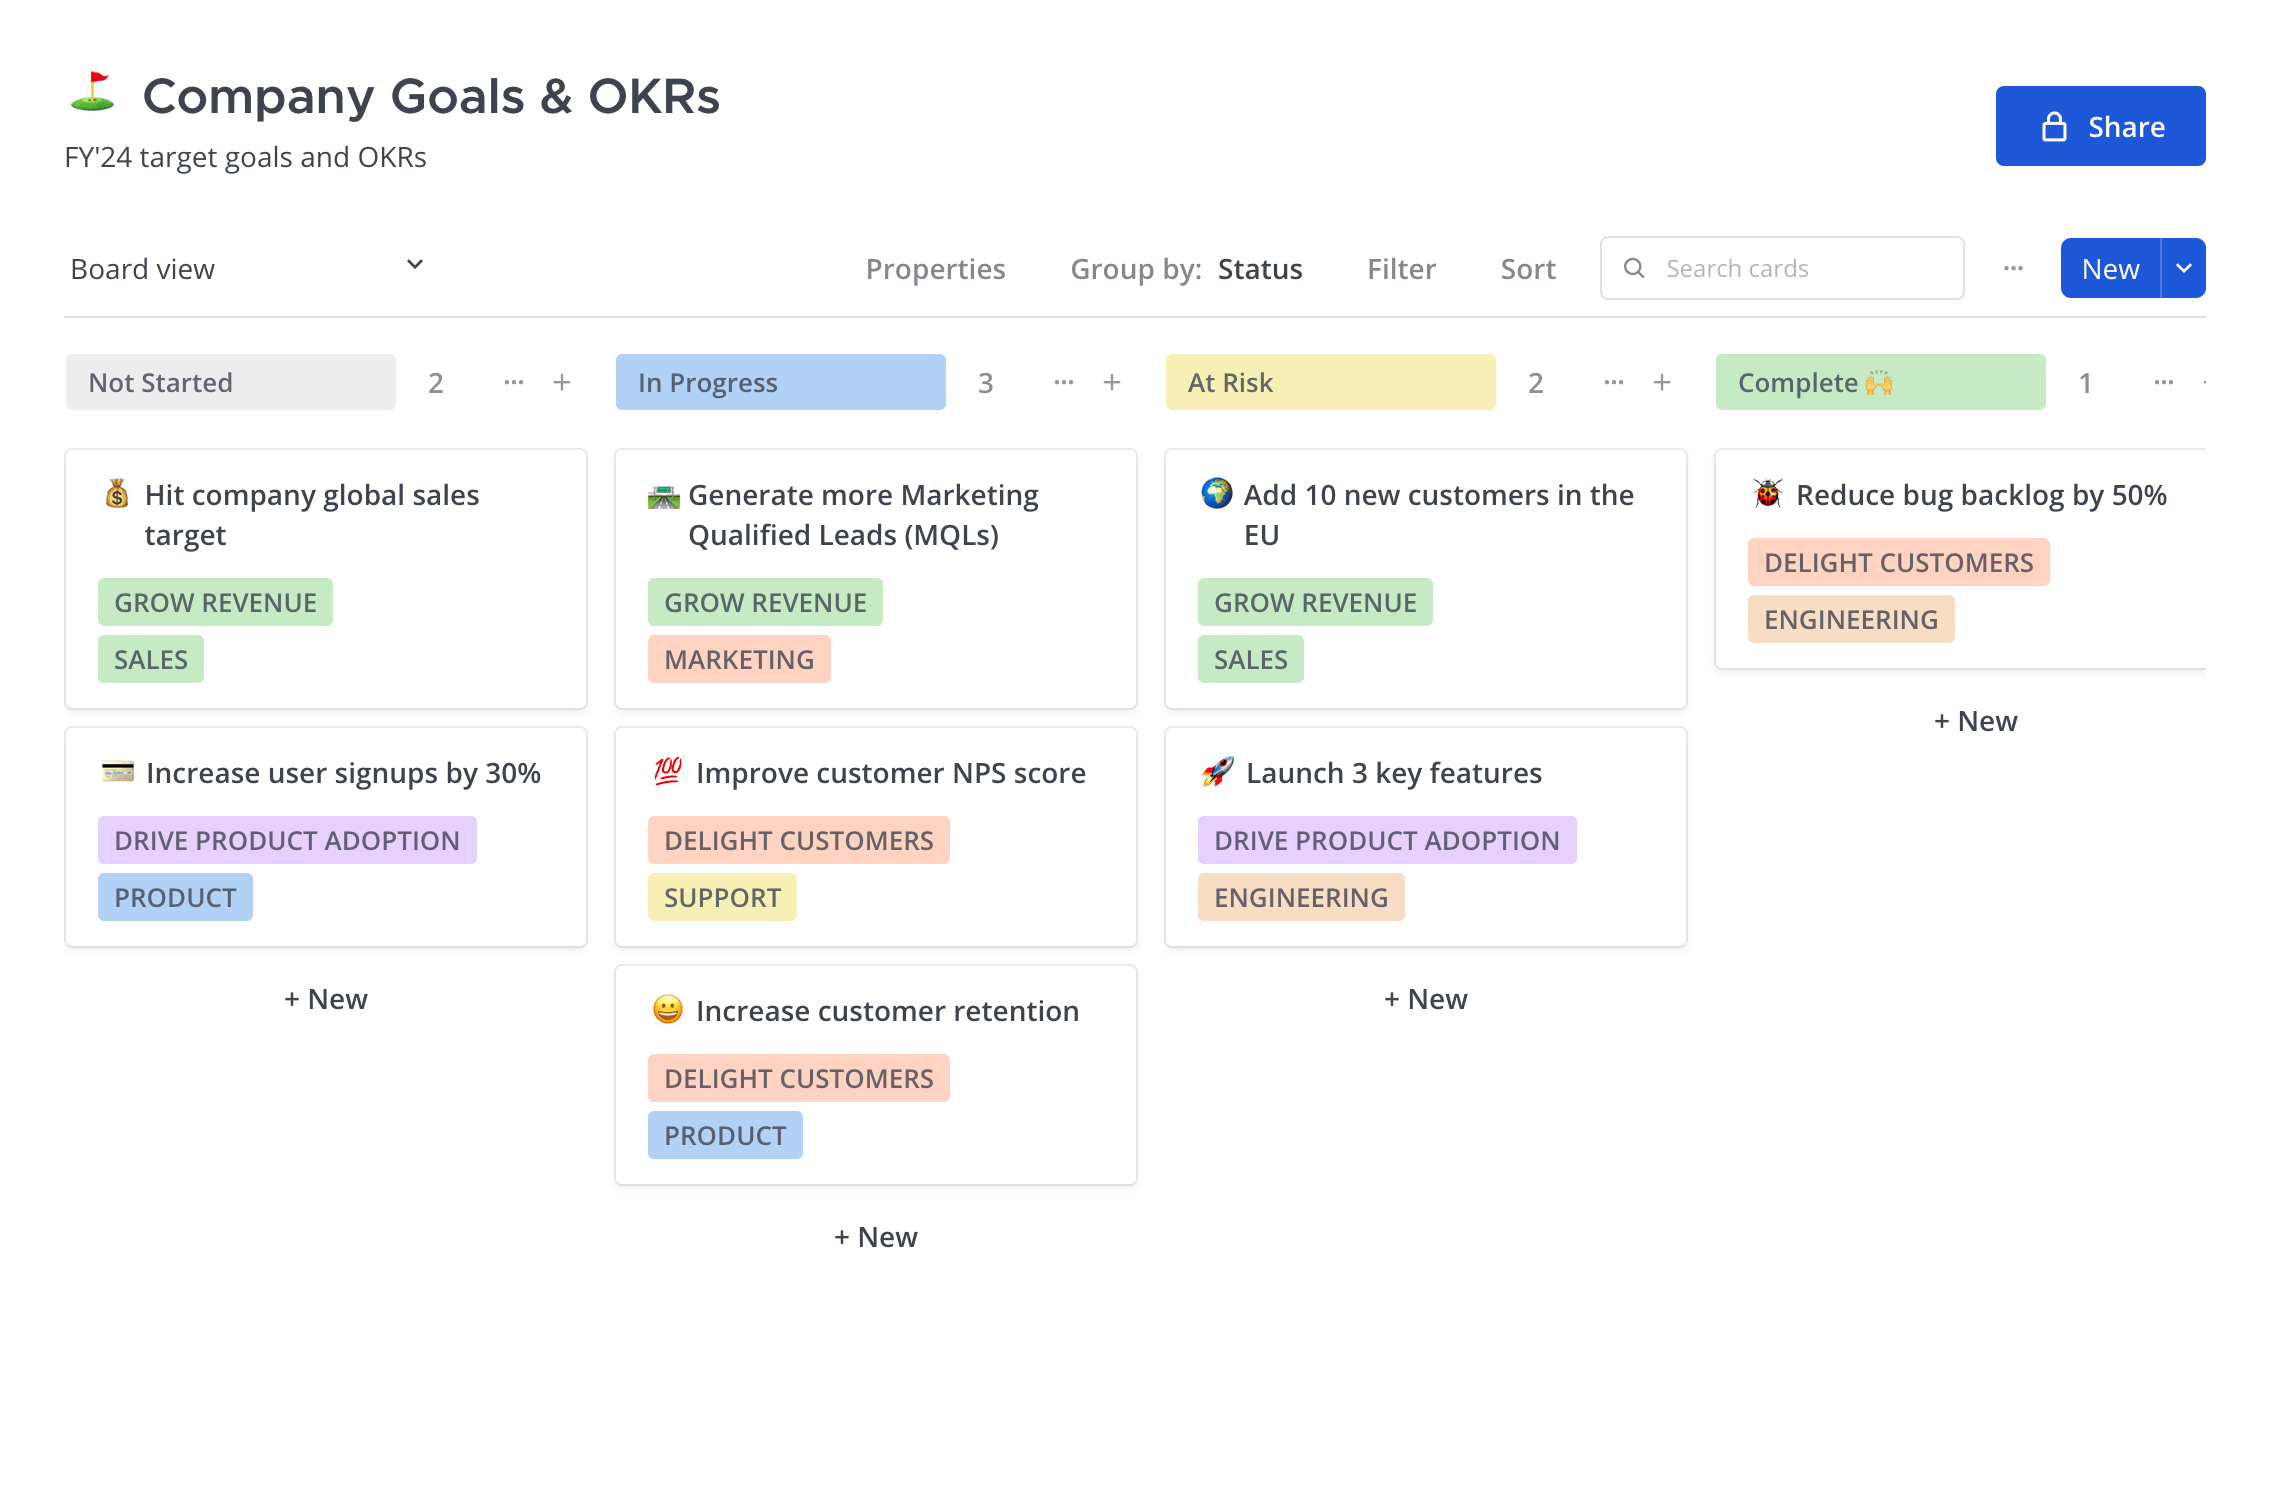 Company Goals & OKRs
FY'24 target goals and OKRs
Share
Board view
Properties
Group by: Status
Filter
Sort
Search cards
New
Not Started
2
Hit company global sales
target
GROW REVENUE
SALES
Increase user signups by 30%
DRIVE PRODUCT ADOPTION
PRODUCT
+ New
In Progress
3
Generate more Marketing
Qualified Leads (MQLs)
GROW REVENUE
MARKETING
💯 Improve customer NPS score
DELIGHT CUSTOMERS
SUPPORT
Increase customer retention
DELIGHT CUSTOMERS
PRODUCT
+ New
At Risk
2
Add 10 new customers in the
EU
GROW REVENUE
SALES
Launch 3 key features
DRIVE PRODUCT ADOPTION
ENGINEERING
+ New
Complete 🙌
1
Reduce bug backlog by 50%
DELIGHT CUSTOMERS
ENGINEERING
+ New